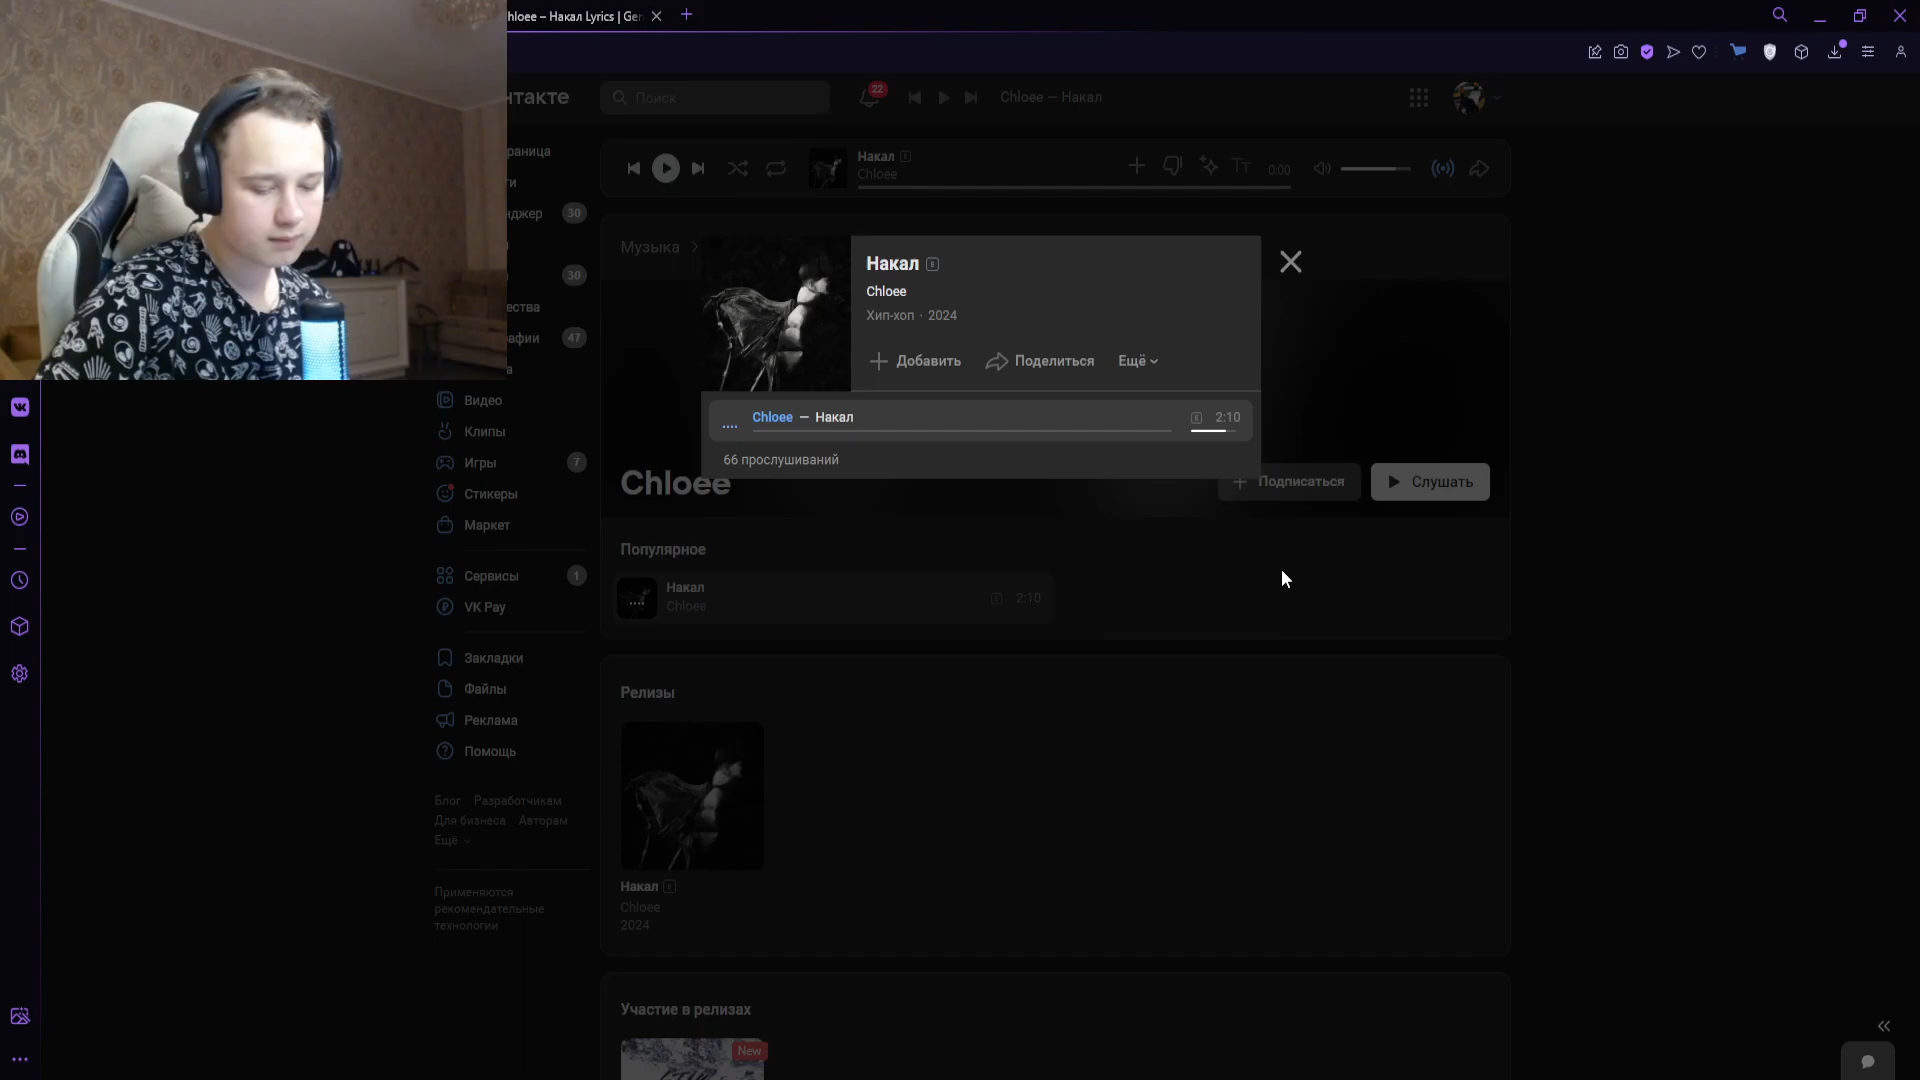 hloee – Накал Lyrics | Gen
нтакте
Поиск
22
Chloee — Накал
Накал E
Chloee
0:00
раница
ти
нджер 30
30
ества
афии 47
а
Видео
Клипы
Игры 7
Стикеры
Маркет
Сервисы 1
VK Pay
Закладки
Файлы
Реклама
Помощь
Блог Разработчикам
Для бизнеса Авторам
Ещё
Применяются
рекомендательные
технологии
Музыка
Накал E
Chloee
Хип-хоп · 2024
Добавить Поделиться Ещё
Chloee — Накал E 2:10
66 прослушиваний
Chloee
Подписаться Слушать
Популярное
Накал
Chloee
E 2:10
Релизы
Накал E
Chloee
2024
Участие в релизах
New